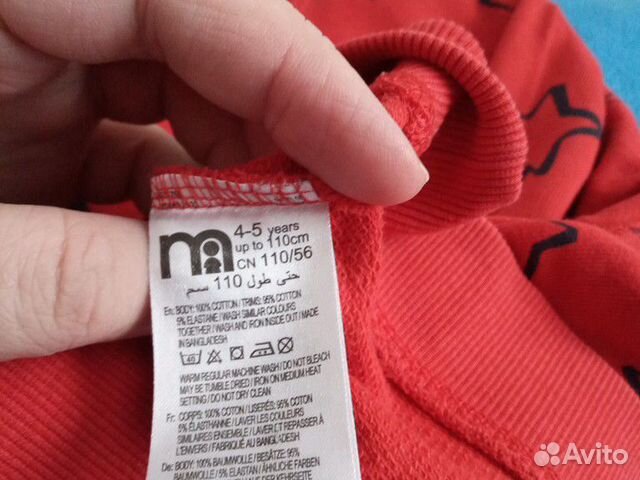 m
4-5 years
up to 110cm
CN 110/56
حتى طول 110 سم
En: BODY: 100% COTTON / TRIMS: 95% COTTON
5% ELASTANE / WASH SIMILAR COLOURS
TOGETHER / WASH AND IRON INSIDE OUT / MADE
IN BANGLADESH
40
WARM REGULAR MACHINE WASH / DO NOT BLEACH
MAY BE TUMBLE DRIED / IRON ON MEDIUM HEAT
SETTING / DO NOT DRY CLEAN
Fr: CORPS: 100% COTON / LISERÉS: 95% COTON
5% ÉLASTHANNE / LAVER LES COULEURS
SIMILAIRES ENSEMBLE / LAVER ET REPASSER À
L'ENVERS / FABRIQUÉ AU BANGLADESH
De: BODY: 100% BAUMWOLLE / BESÄTZE: 95%
BAUMWOLLE / 5% ELASTAN / ÄHNLICHE FARBEN
Avito